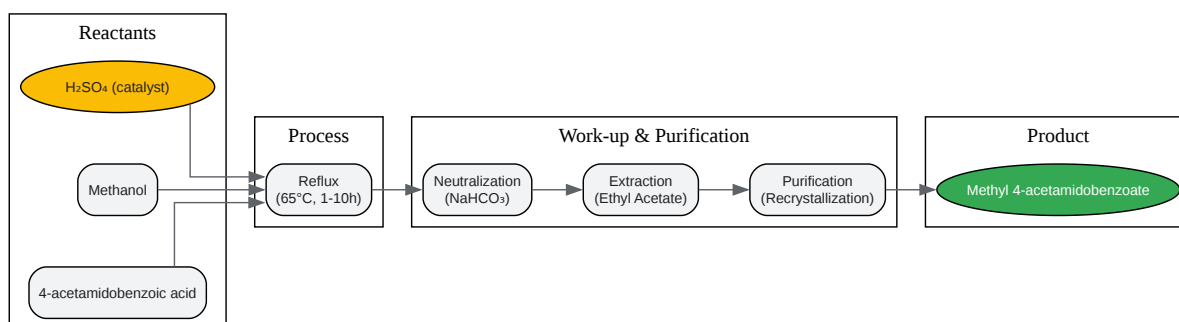 Reactants
H₂SO₄ (catalyst)
Methanol
4-acetamidobenzoic acid
Process
Reflux
(65°C, 1-10h)
Work-up & Purification
Neutralization
(NaHCO₃)
Extraction
(Ethyl Acetate)
Purification
(Recrystallization)
Product
Methyl 4-acetamidobenzoate